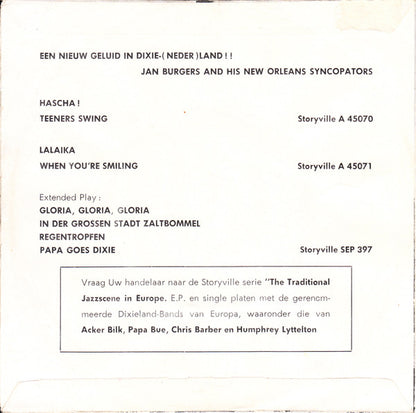 EEN NIEUW GELUID IN DIXIE-(NEDER)LAND!!
JAN BURGERS AND HIS NEW ORLEANS SYNCOPATORS
HASCHA!
TEENERS SWING Storyville A 45070
LALAIKA
WHEN YOU'RE SMILING Storyville A 45071
Extended Play:
GLORIA, GLORIA, GLORIA
IN DER GROSSEN STADT ZALTBOMMEL
REGENTROPFEN
PAPA GOES DIXIE Storyville SEP 397
Vraag Uw handelaar naar de Storyville serie "The Traditional
Jazzscene in Europe. E.P. en single platen met de gerenom-
meerde Dixieland-Bands van Europa, waaronder die van
Acker Bilk, Papa Bue, Chris Barber en Humphrey Lyttelton